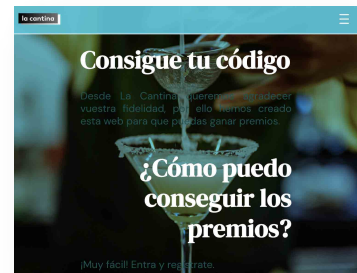 la cantina
Consigue tu código
Desde La Cantina queremos agradecer
vuestra fidelidad, por ello hemos creado
esta web para que puedas ganar premios.
¿Cómo puedo
conseguir los
premios?
¡Muy fácil! Entra y regístrate.